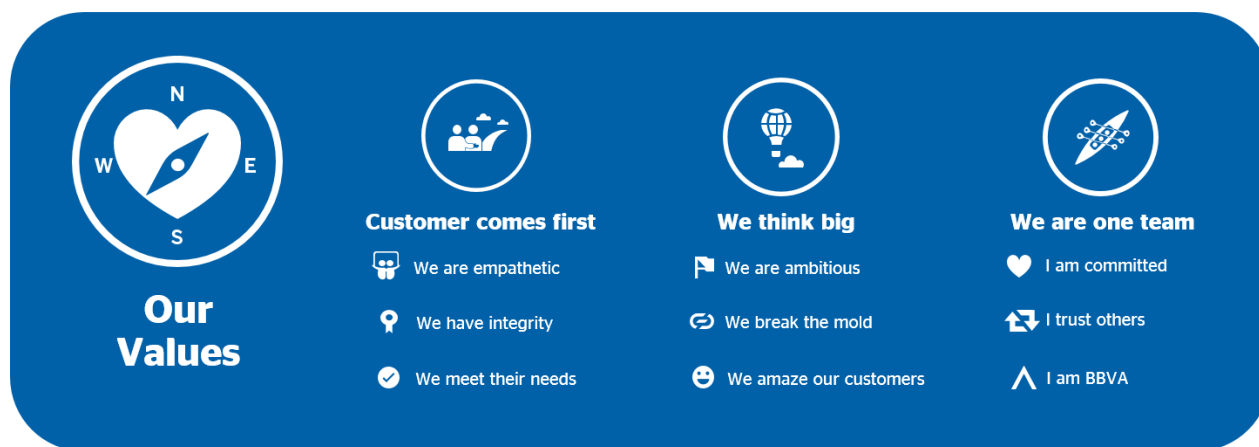 N
W
E
S
Our
Values
Customer comes first
We are empathetic
We have integrity
We meet their needs
We think big
We are ambitious
We break the mold
We amaze our customers
We are one team
I am committed
I trust others
I am BBVA